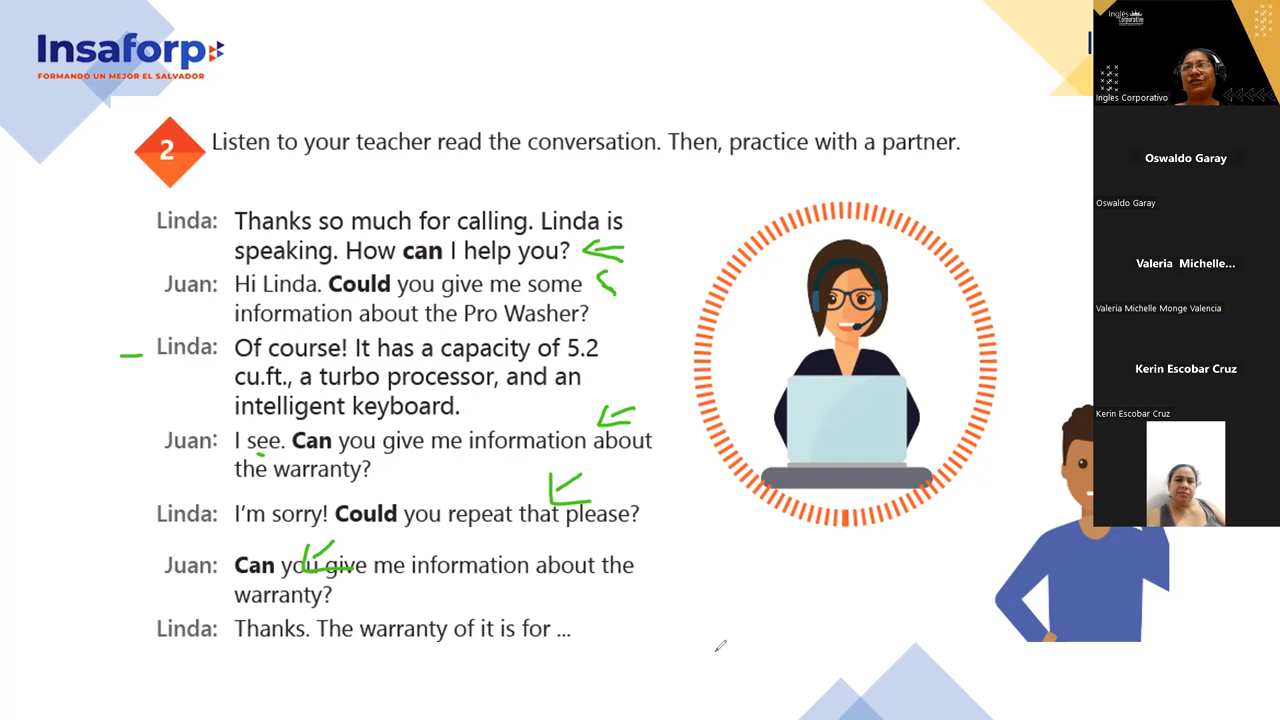 Insaforp
FORMANDO UN MEJOR EL SALVADOR
2
Listen to your teacher read the conversation. Then, practice with a partner.
Linda: Thanks so much for calling. Linda is
speaking. How can I help you?
Juan: Hi Linda. Could you give me some
information about the Pro Washer?
Linda: Of course! It has a capacity of 5.2
cu.ft., a turbo processor, and an
intelligent keyboard.
Juan: I see. Can you give me information about
the warranty?
Linda: I'm sorry! Could you repeat that please?
Juan: Can you give me information about the
warranty?
Linda: Thanks. The warranty of it is for ...
Inglés
Corporativo
Ingles Corporativo
Oswaldo Garay
Oswaldo Garay
Valeria Michelle...
Valeria Michelle Monge Valencia
Kerin Escobar Cruz
Kerin Escobar Cruz